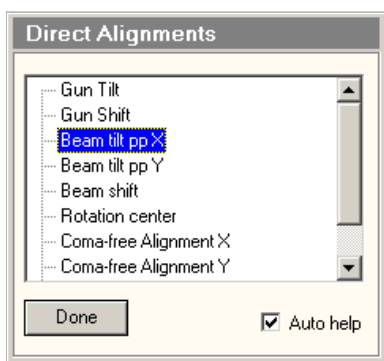 Direct Alignments
Gun Tilt
Gun Shift
Beam tilt pp X
Beam tilt pp Y
Beam shift
Rotation center
Coma-free Alignment X
Coma-free Alignment Y
Done
Auto help